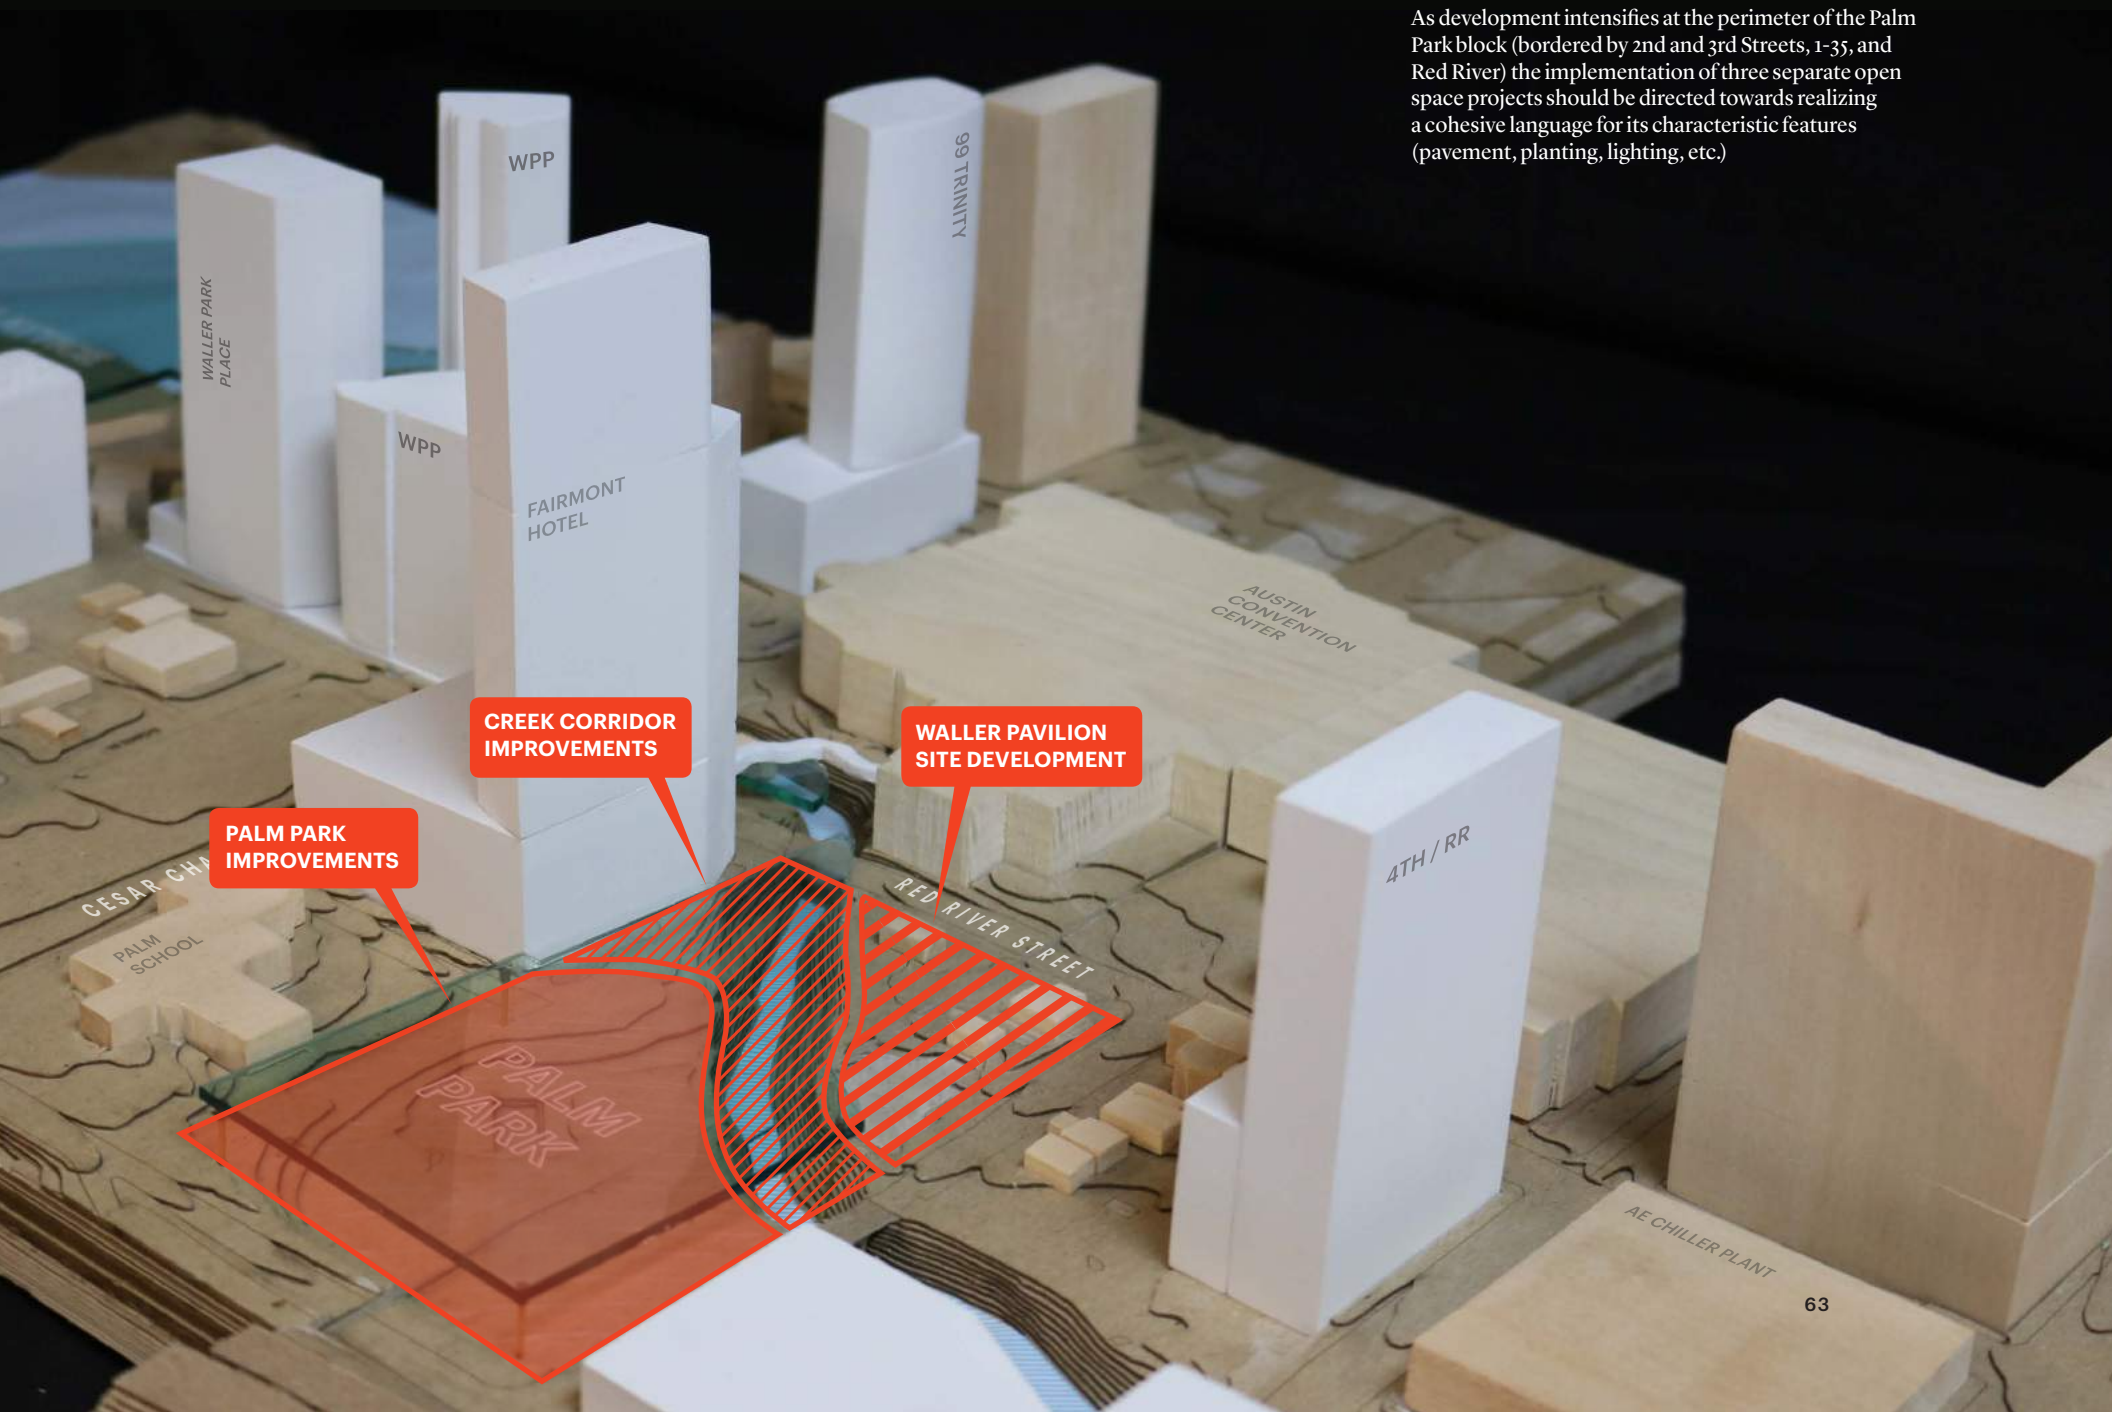 As development intensifies at the perimeter of the Palm
Park block (bordered by 2nd and 3rd Streets, 1-35, and
Red River) the implementation of three separate open
space projects should be directed towards realizing
a cohesive language for its characteristic features
(pavement, planting, lighting, etc.)
WPP
99 TRINITY
WALLER PARK
PLACE
WPP
FAIRMONT
HOTEL
AUSTIN
CONVENTION
CENTER
CREEK CORRIDOR
IMPROVEMENTS
WALLER PAVILION
SITE DEVELOPMENT
PALM PARK
IMPROVEMENTS
4TH / RR
CESAR CHA
RED RIVER STREET
PALM
SCHOOL
PALM
PARK
AE CHILLER PLANT
63